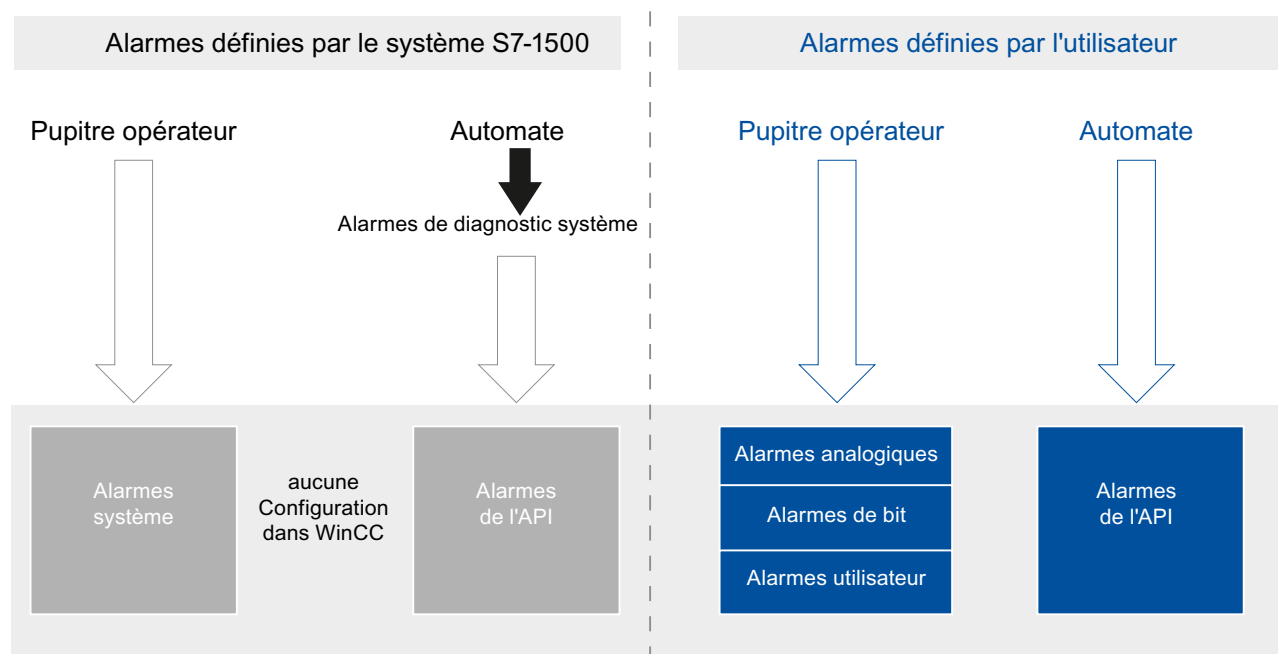 Alarmes définies par le système S7-1500
Alarmes définies par l'utilisateur
Pupitre opérateur
Automate
Pupitre opérateur
Automate
Alarmes de diagnostic système
Alarmes
système
aucune
Configuration
dans WinCC
Alarmes
de l'API
Alarmes analogiques
Alarmes de bit
Alarmes utilisateur
Alarmes
de l'API